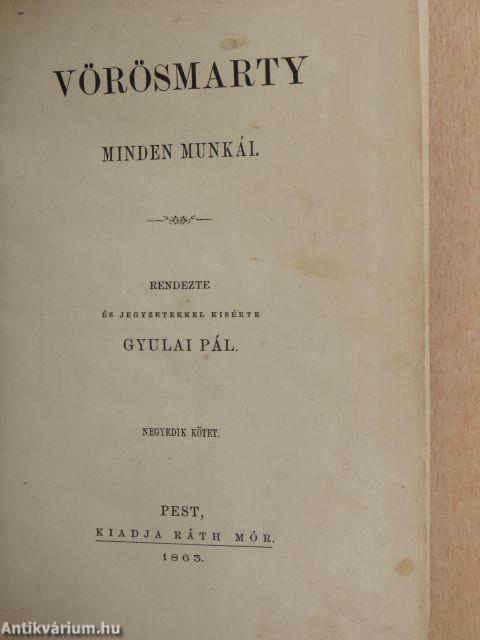 VÖRÖSMARTY
MINDEN MUNKÁI.
RENDEZTE
ÉS JEGYZETEKKEL KISÉRTE
GYULAI PÁL.
NEGYEDIK KÖTET.
PEST,
KIADJA RÁTH MÓR.
1863.
Antikvárium.hu